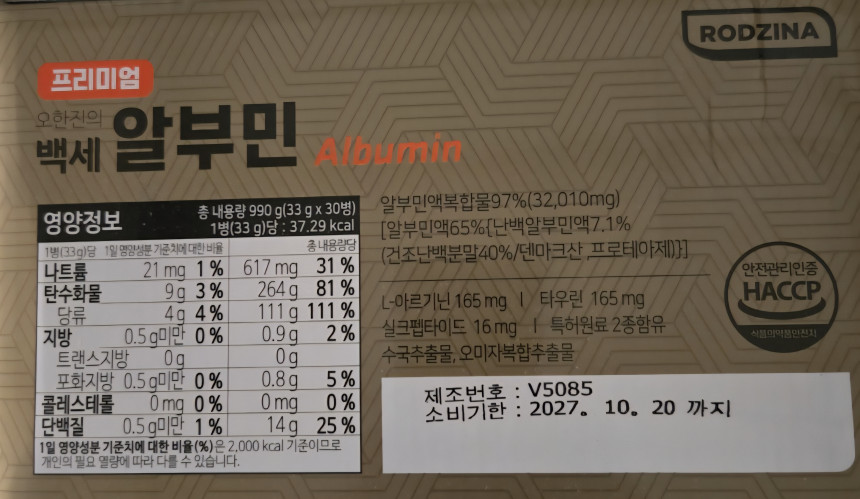 RODZINA
프리미엄
오한진의
백세 알부민 Albumin
영양정보
총 내용량 990 g(33 g x 30병)
1병(33 g)당 : 37.29 kcal
1병(33g)당 1일 영양성분 기준치에 대한 비율 총 내용량당
나트륨 21 mg 1 % 617 mg 31 %
탄수화물 9 g 3 % 264 g 81 %
당류 4 g 4 % 111 g 111 %
지방 0.5 g미만 0 % 0.9 g 2 %
트랜스지방 0 g 0 g
포화지방 0.5 g미만 0 % 0.8 g 5 %
콜레스테롤 0 mg 0 % 0 mg 0 %
단백질 0.5 g미만 1 % 14 g 25 %
1일 영양성분 기준치에 대한 비율(%)은 2,000 kcal 기준이므로
개인의 필요 열량에 따라 다를 수 있습니다.
알부민액복합물97%(32,010mg)
[알부민액65%{난백알부민액7.1%
(건조난백분말40%/덴마크산 ,프로테아제)}]
L-아르기닌 165 mg | 타우린 165 mg
실크펩타이드 16 mg | 특허원료 2종함유
수국추출물, 오미자복합추출물
안전관리인증
HACCP
식품의약품안전처
제조번호 : V5085
소비기한 : 2027. 10. 20 까지